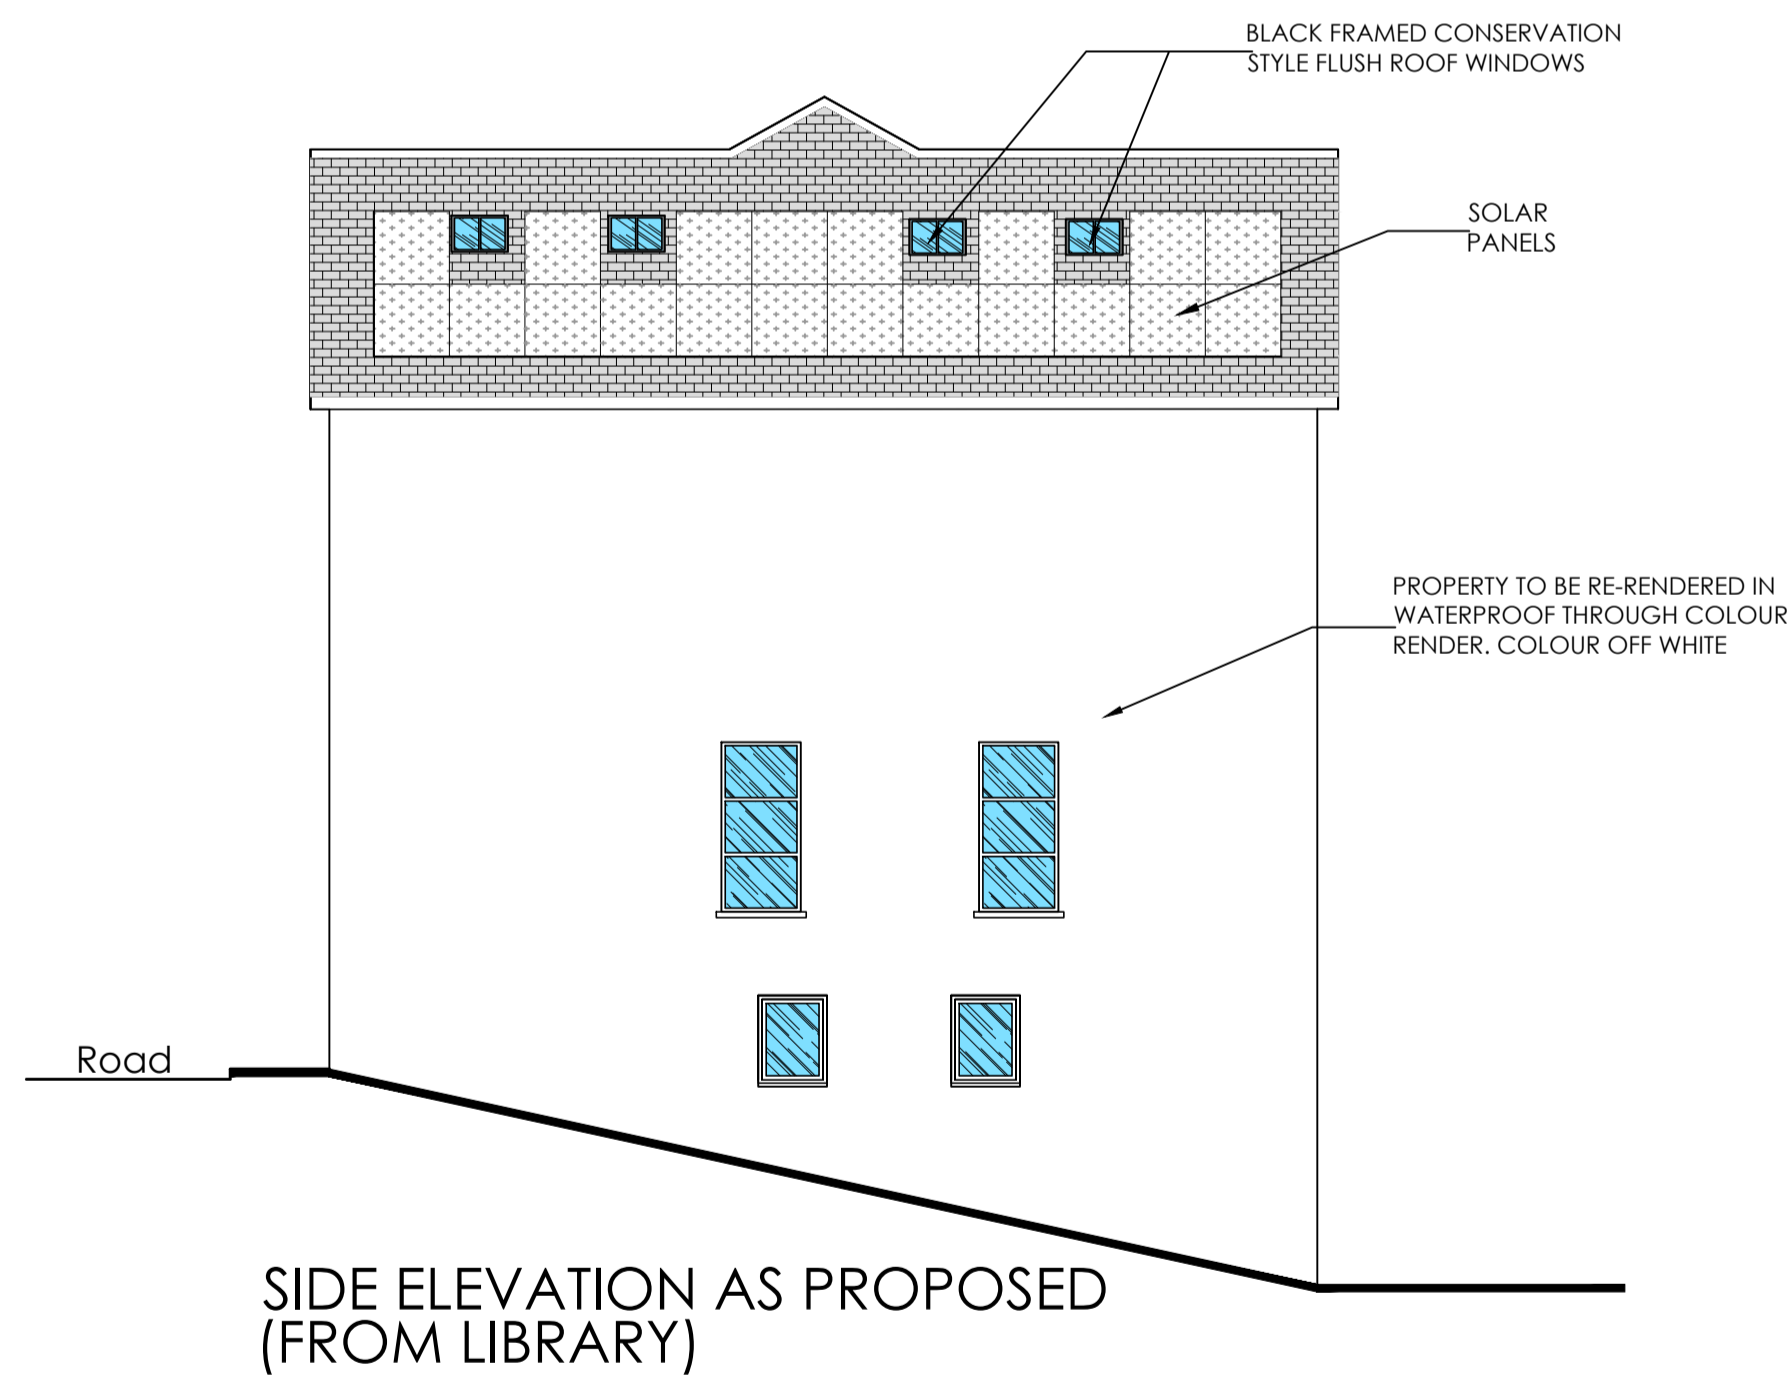 BLACK FRAMED CONSERVATION
STYLE FLUSH ROOF WINDOWS
SOLAR
PANELS
PROPERTY TO BE RE-RENDERED IN
WATERPROOF THROUGH COLOUR
RENDER. COLOUR OFF WHITE
Road
SIDE ELEVATION AS PROPOSED
(FROM LIBRARY)